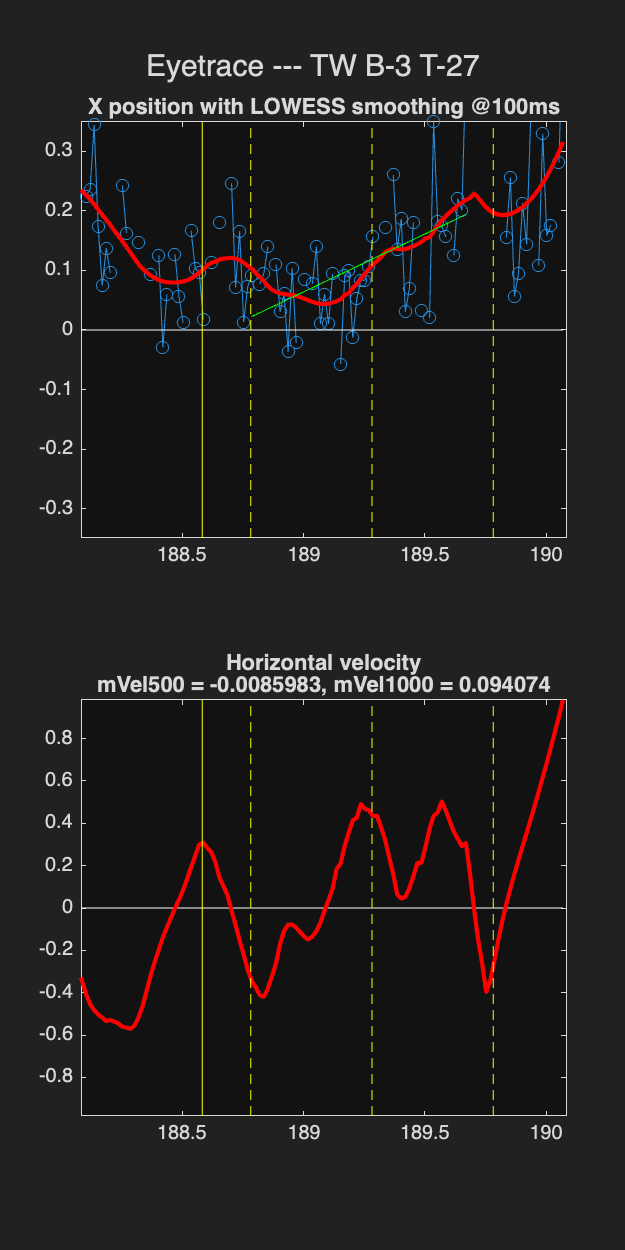 Eyetrace --- TW B-3 T-27
X position with LOWESS smoothing @100ms
0.3
0.2
0.1
0
-0.1
-0.2
-0.3
188.5 189 189.5 190
Horizontal velocity
mVel500 = -0.0085983, mVel1000 = 0.094074
0.8
0.6
0.4
0.2
0
-0.2
-0.4
-0.6
-0.8
188.5 189 189.5 190